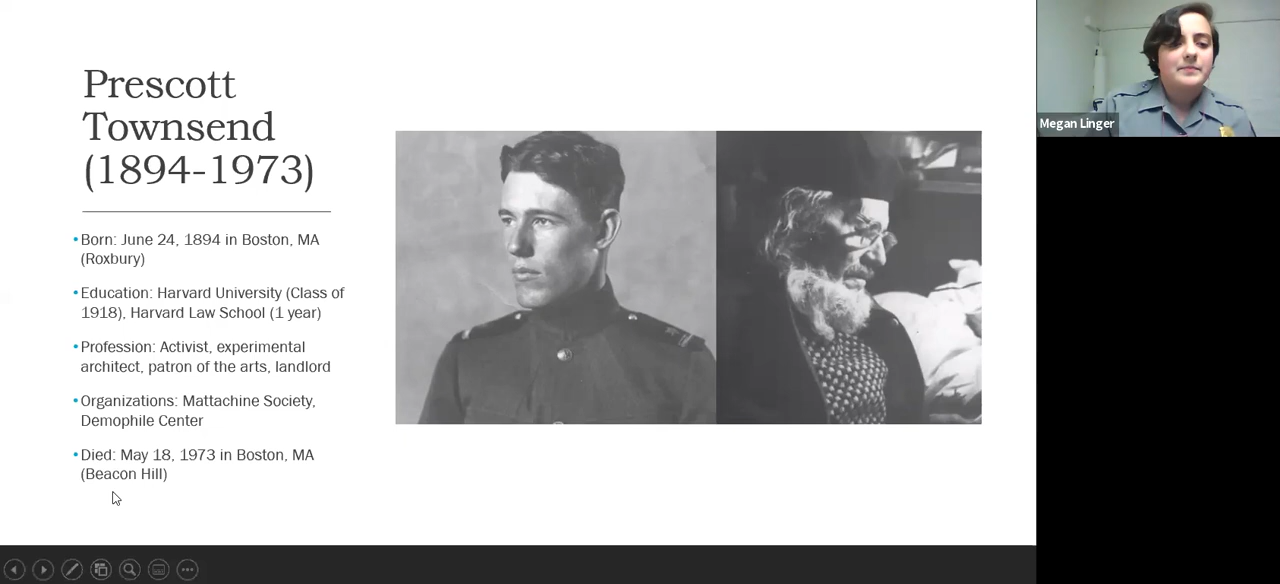 Prescott
Townsend
(1894-1973)
•Born: June 24, 1894 in Boston, MA
(Roxbury)
•Education: Harvard University (Class of
1918), Harvard Law School (1 year)
•Profession: Activist, experimental
architect, patron of the arts, landlord
•Organizations: Mattachine Society,
Demophile Center
•Died: May 18, 1973 in Boston, MA
(Beacon Hill)
Megan Linger